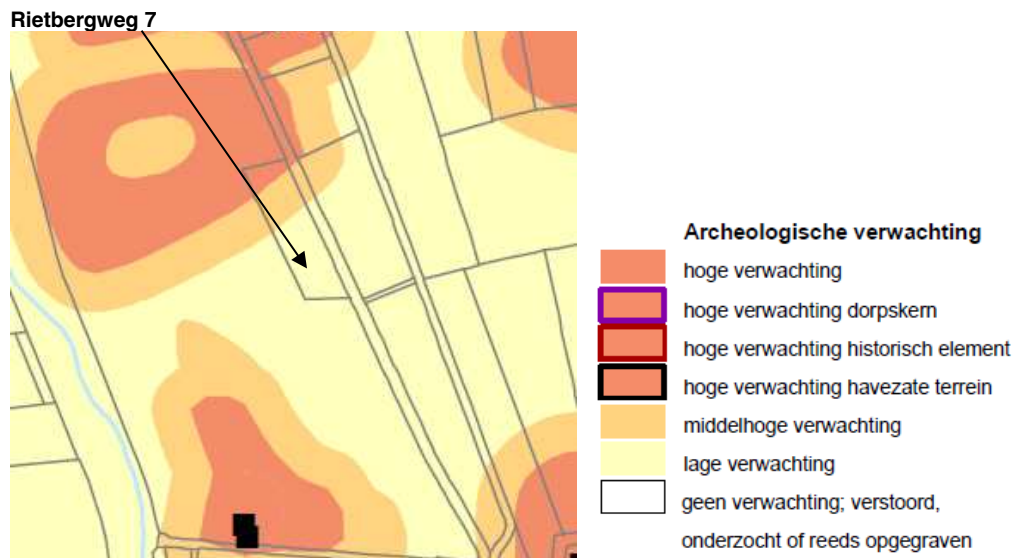 Rietbergweg 7
Archeologische verwachting
hoge verwachting
hoge verwachting dorpskern
hoge verwachting historisch element
hoge verwachting havezate terrein
middelhoge verwachting
lage verwachting
geen verwachting; verstoord,
onderzocht of reeds opgegraven